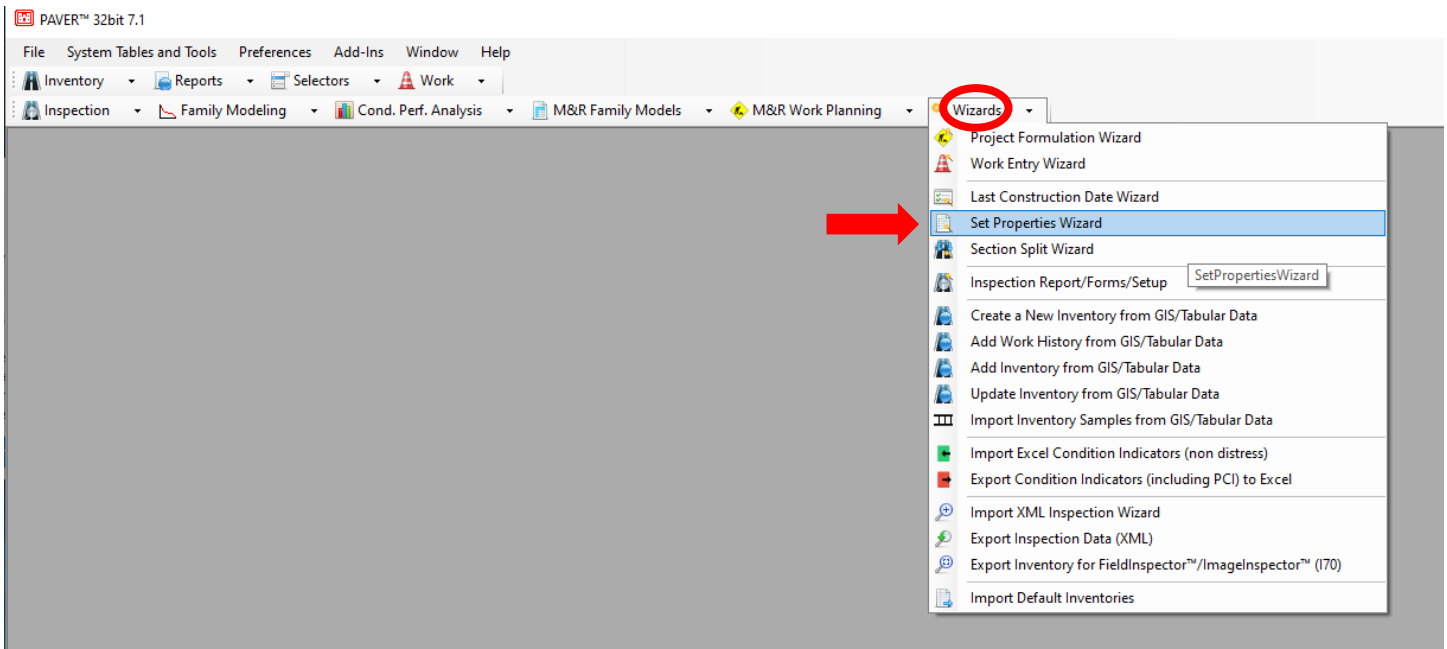 PAVER™ 32bit 7.1
File System Tables and Tools Preferences Add-Ins Window Help
Inventory Reports Selectors Work
Inspection Family Modeling Cond. Perf. Analysis M&R Family Models M&R Work Planning Wizards
Project Formulation Wizard
Work Entry Wizard
Last Construction Date Wizard
Set Properties Wizard
Section Split Wizard
SetPropertiesWizard
Inspection Report/Forms/Setup
Create a New Inventory from GIS/Tabular Data
Add Work History from GIS/Tabular Data
Add Inventory from GIS/Tabular Data
Update Inventory from GIS/Tabular Data
Import Inventory Samples from GIS/Tabular Data
Import Excel Condition Indicators (non distress)
Export Condition Indicators (including PCI) to Excel
Import XML Inspection Wizard
Export Inspection Data (XML)
Export Inventory for FieldInspector™/ImageInspector™ (I70)
Import Default Inventories